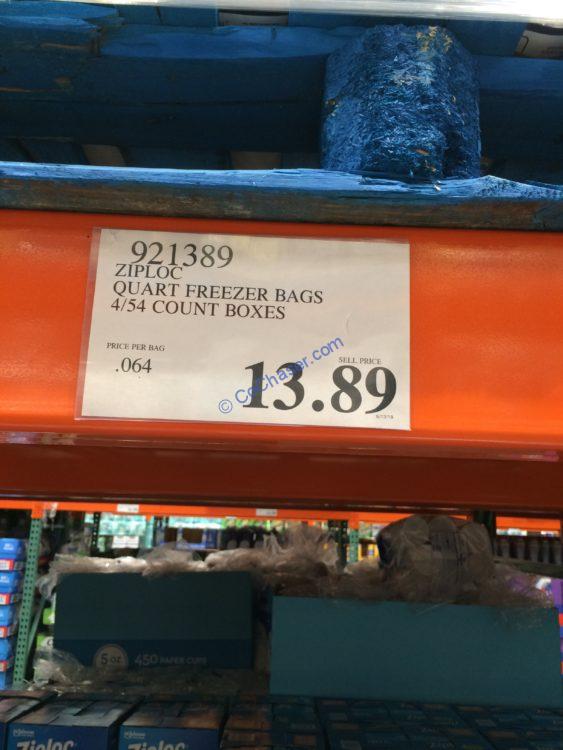 921389
ZIPLOC
QUART FREEZER BAGS
4/54 COUNT BOXES
PRICE PER BAG
.064
SELL PRICE
13.89
© CoChaser.com
5 oz
450 PAPER CUPS
Ziploc
Ziploc